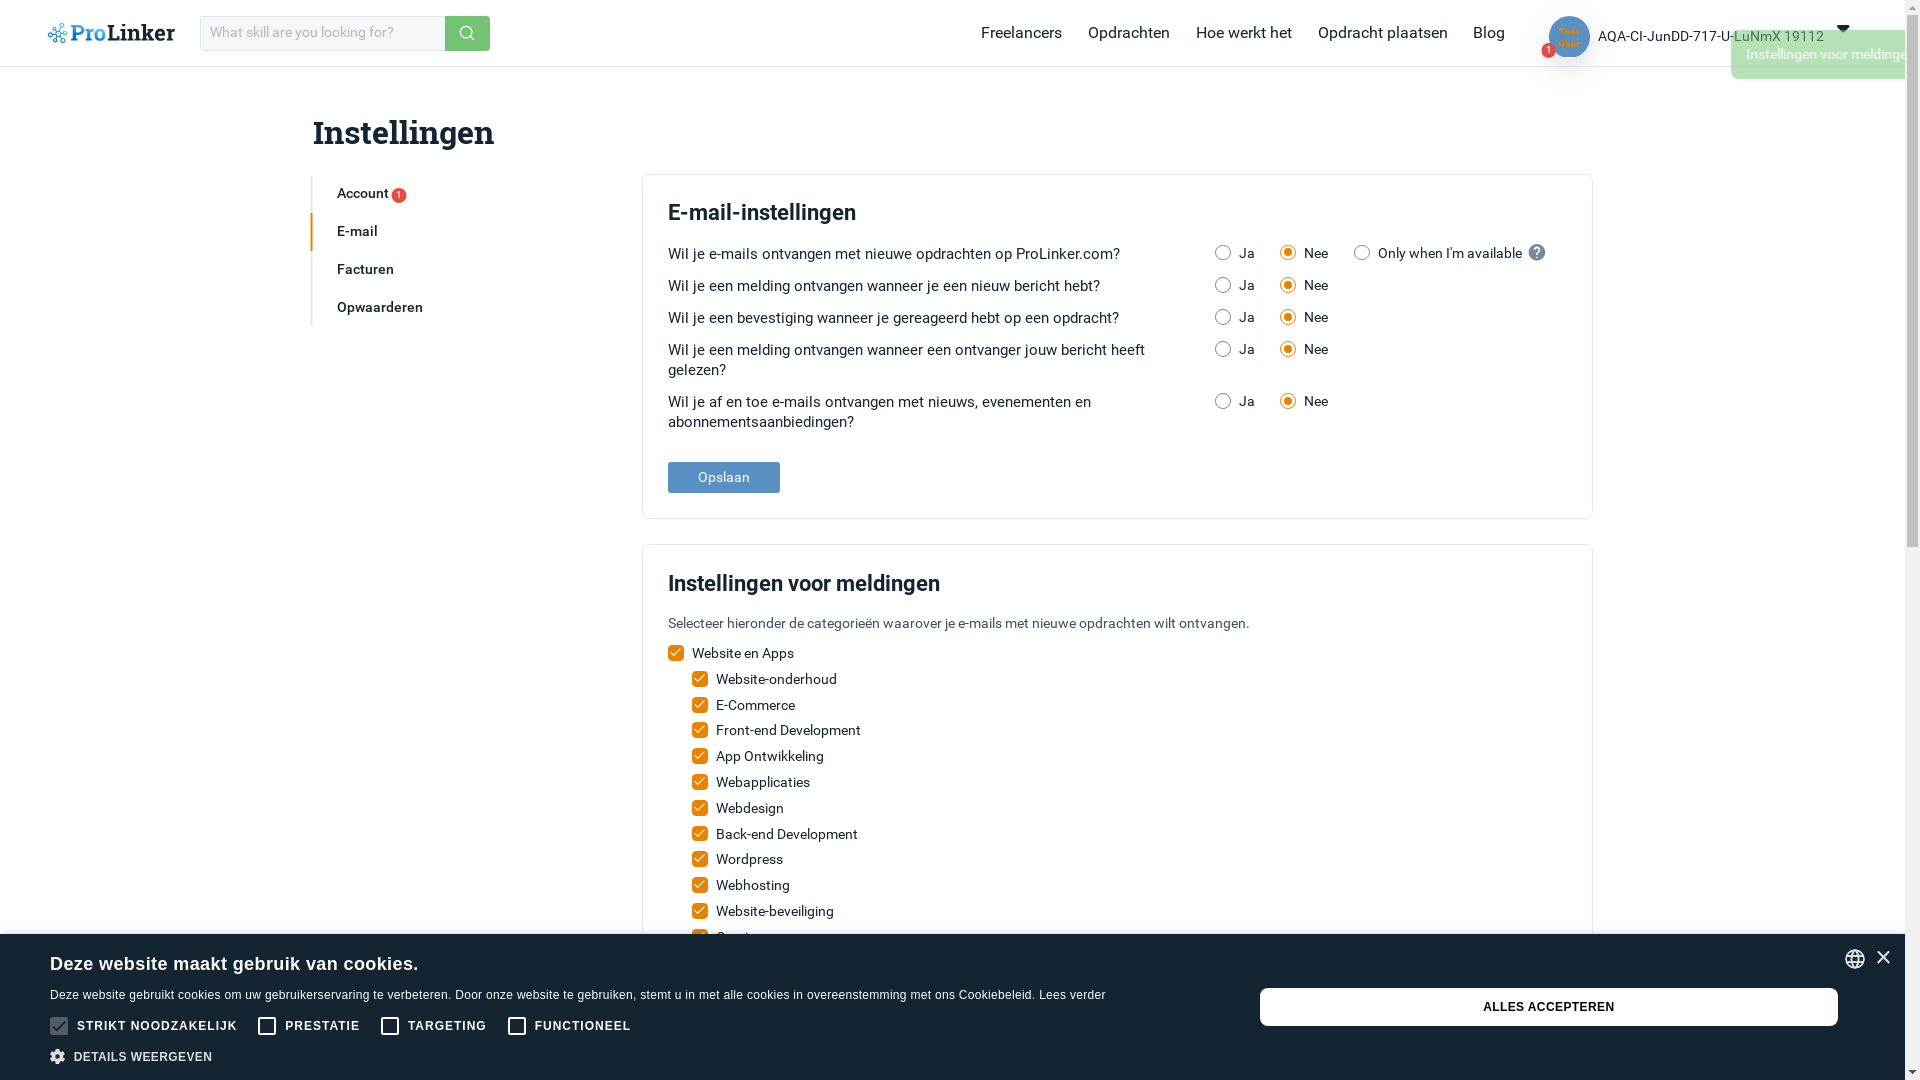 ProLinker
What skill are you looking for?
Freelancers
Opdrachten
Hoe werkt het
Opdracht plaatsen
Blog
Test
User
1
AQA-CI-JunDD-717-U-LuNmX 19112
Instellingen voor meldinge
Instellingen
Account 1
E-mail
Facturen
Opwaarderen
E-mail-instellingen
Wil je e-mails ontvangen met nieuwe opdrachten op ProLinker.com? Ja Nee Only when I'm available ?
Wil je een melding ontvangen wanneer je een nieuw bericht hebt? Ja Nee
Wil je een bevestiging wanneer je gereageerd hebt op een opdracht? Ja Nee
Wil je een melding ontvangen wanneer een ontvanger jouw bericht heeft Ja Nee
gelezen?
Wil je af en toe e-mails ontvangen met nieuws, evenementen en Ja Nee
abonnementsaanbiedingen?
Opslaan
Instellingen voor meldingen
Selecteer hieronder de categorieën waarover je e-mails met nieuwe opdrachten wilt ontvangen.
Website en Apps
Website-onderhoud
E-Commerce
Front-end Development
App Ontwikkeling
Webapplicaties
Webdesign
Back-end Development
Wordpress
Webhosting
Website-beveiliging
Deze website maakt gebruik van cookies.
Deze website gebruikt cookies om uw gebruikerservaring te verbeteren. Door onze website te gebruiken, stemt u in met alle cookies in overeenstemming met ons Cookiebeleid. Lees verder
STRIKT NOODZAKELIJK
PRESTATIE
TARGETING
FUNCTIONEEL
DETAILS WEERGEVEN
ALLES ACCEPTEREN